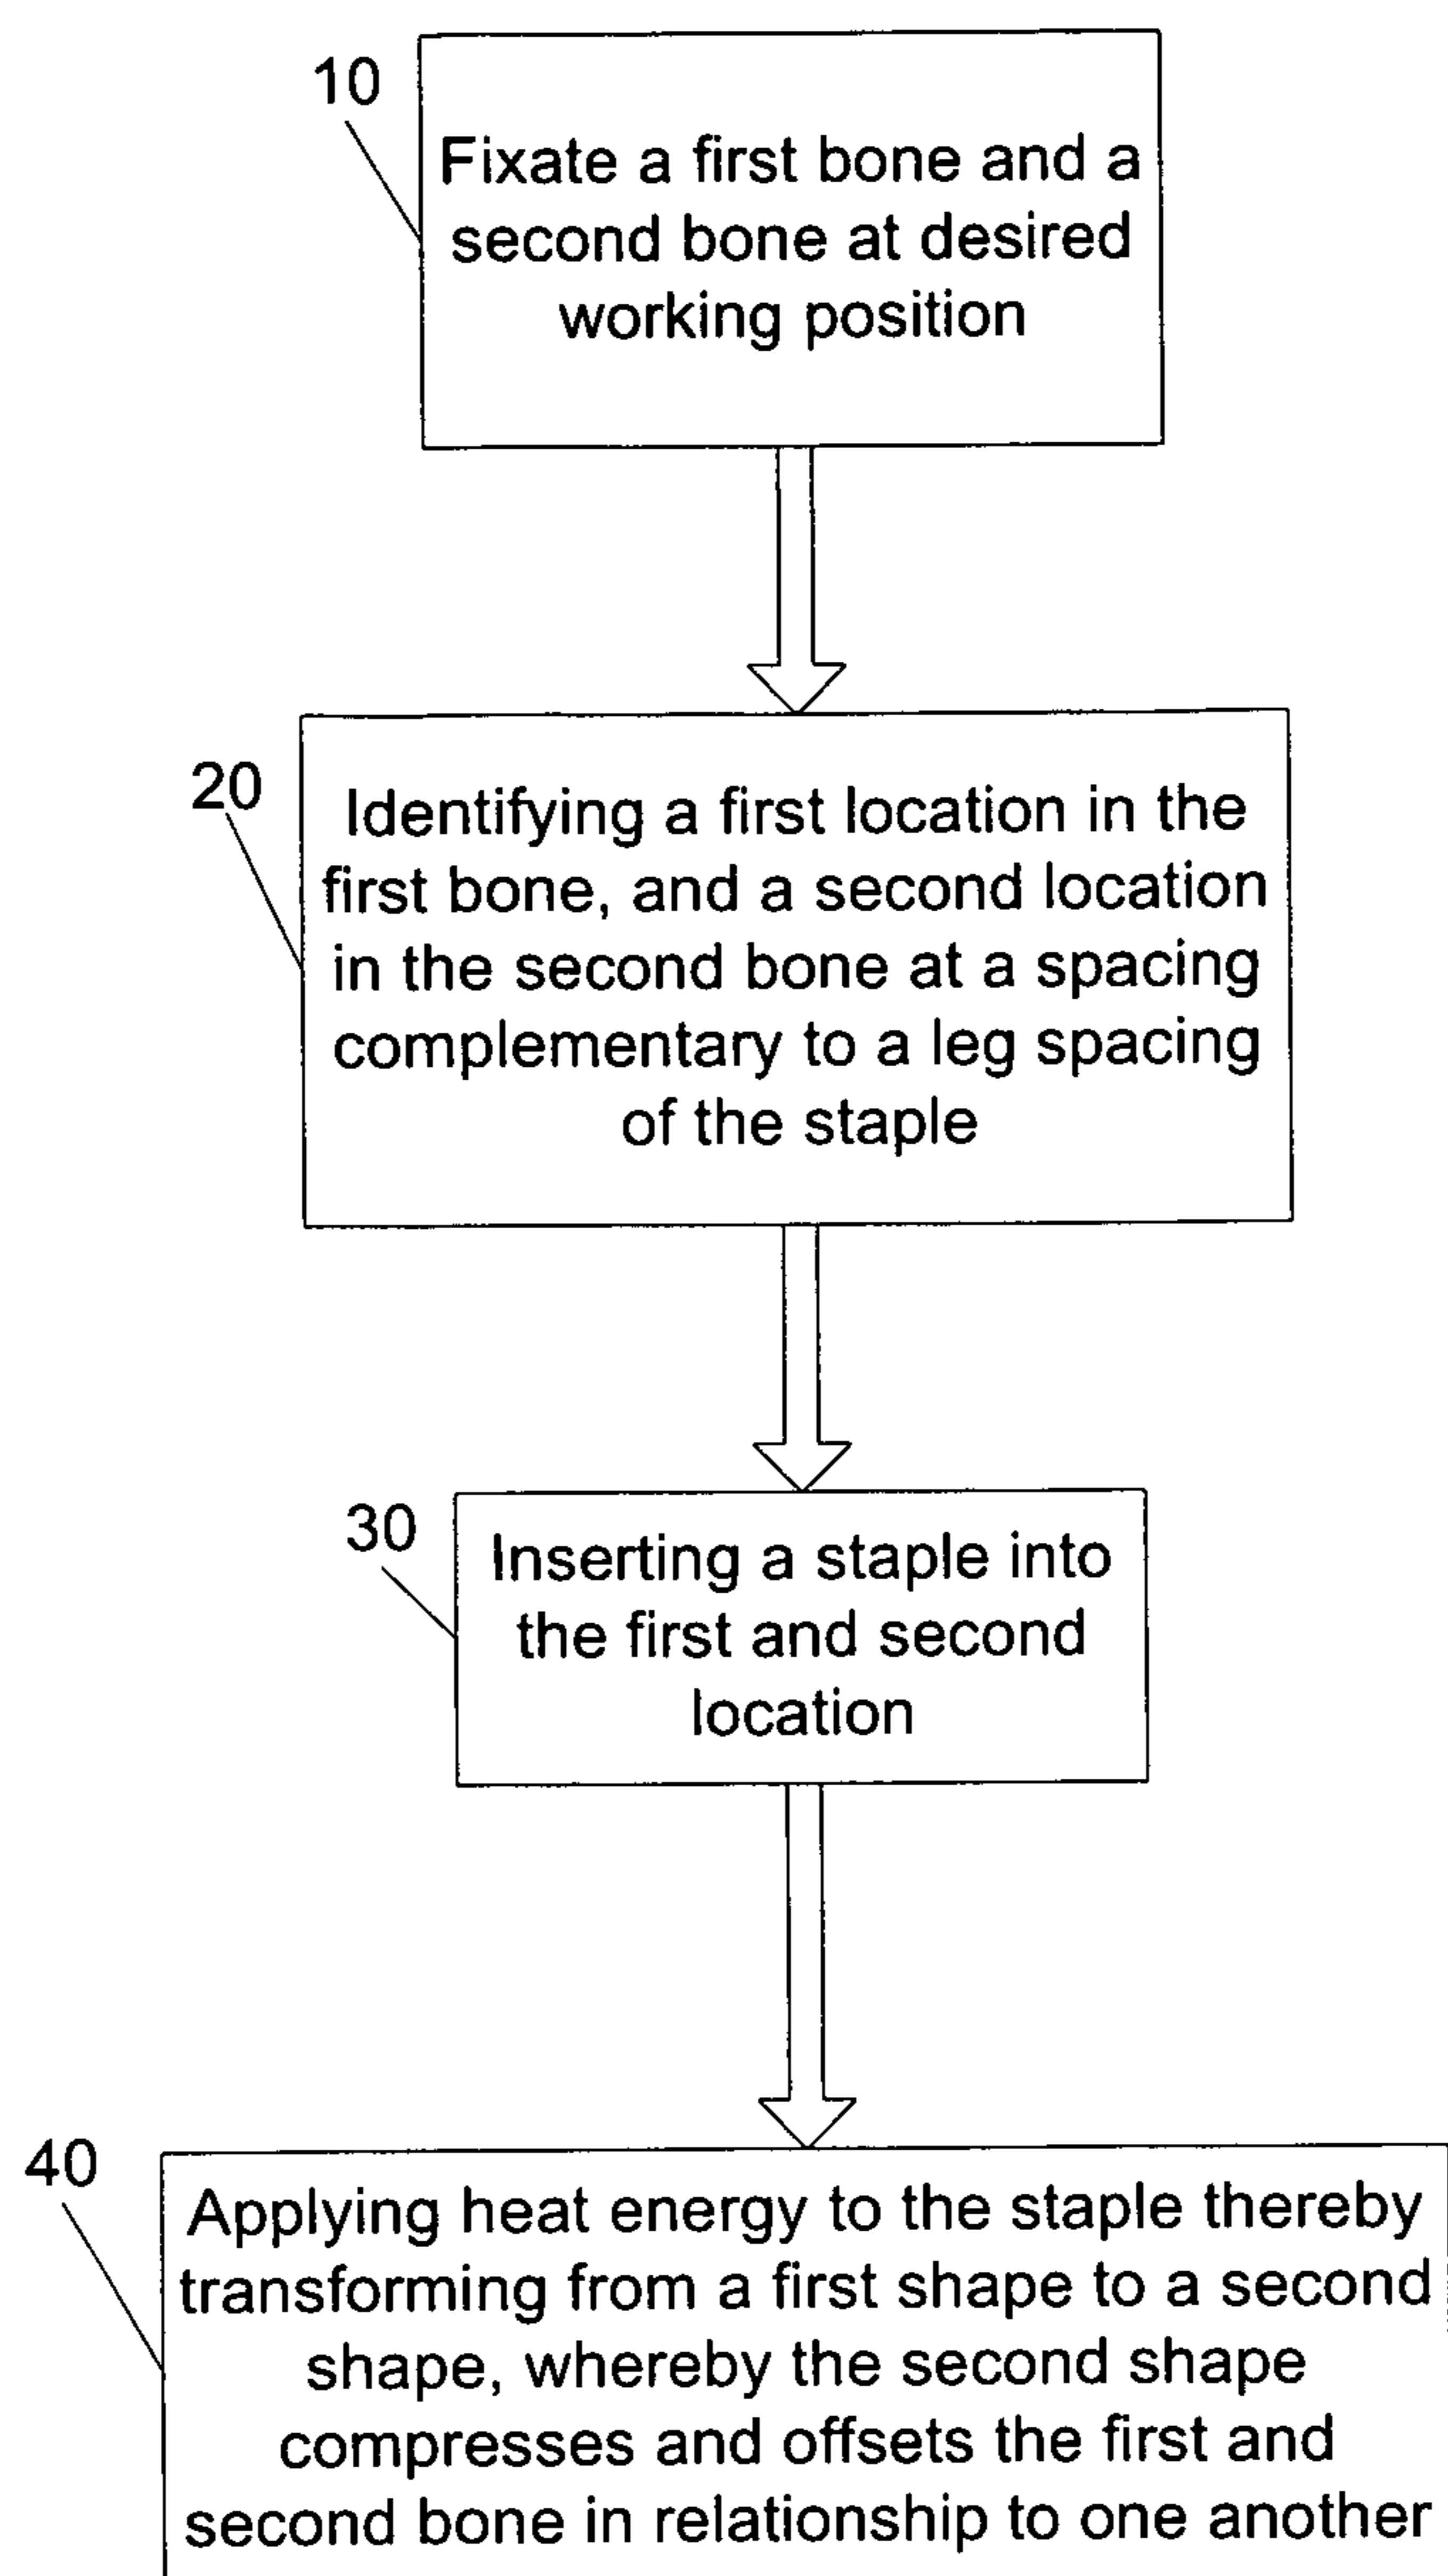 10
Fixate a first bone and a
second bone at desired
working position
20
Identifying a first location in the
first bone, and a second location
in the second bone at a spacing
complementary to a leg spacing
of the staple
30
Inserting a staple into
the first and second
location
40
Applying heat energy to the staple thereby
transforming from a first shape to a second
shape, whereby the second shape
compresses and offsets the first and
second bone in relationship to one another